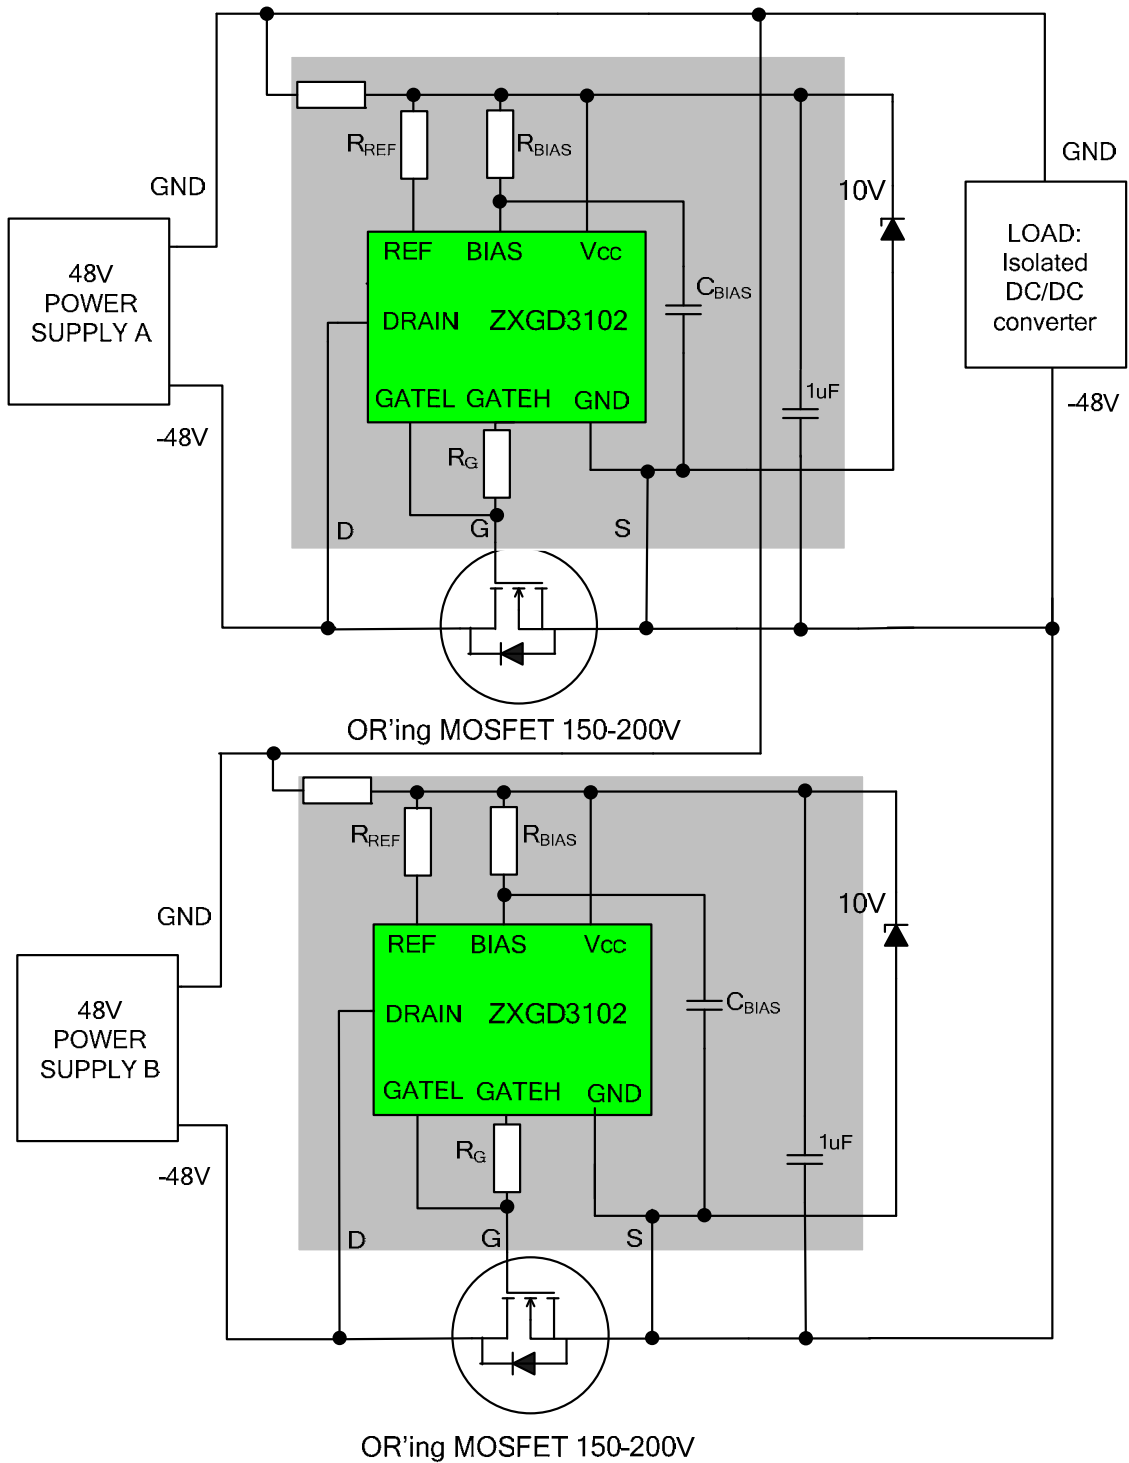 GND
48V
POWER
SUPPLY A
-48V
RREF
RBIAS
REF BIAS Vcc
DRAIN ZXGD3102
GATEL GATEH GND
CBIAS
10V
1uF
RG
D
G
S
GND
LOAD:
Isolated
DC/DC
converter
-48V
OR'ing MOSFET 150-200V
GND
48V
POWER
SUPPLY B
-48V
RREF
RBIAS
REF BIAS Vcc
DRAIN ZXGD3102
GATEL GATEH GND
CBIAS
10V
1uF
RG
D
G
S
OR'ing MOSFET 150-200V